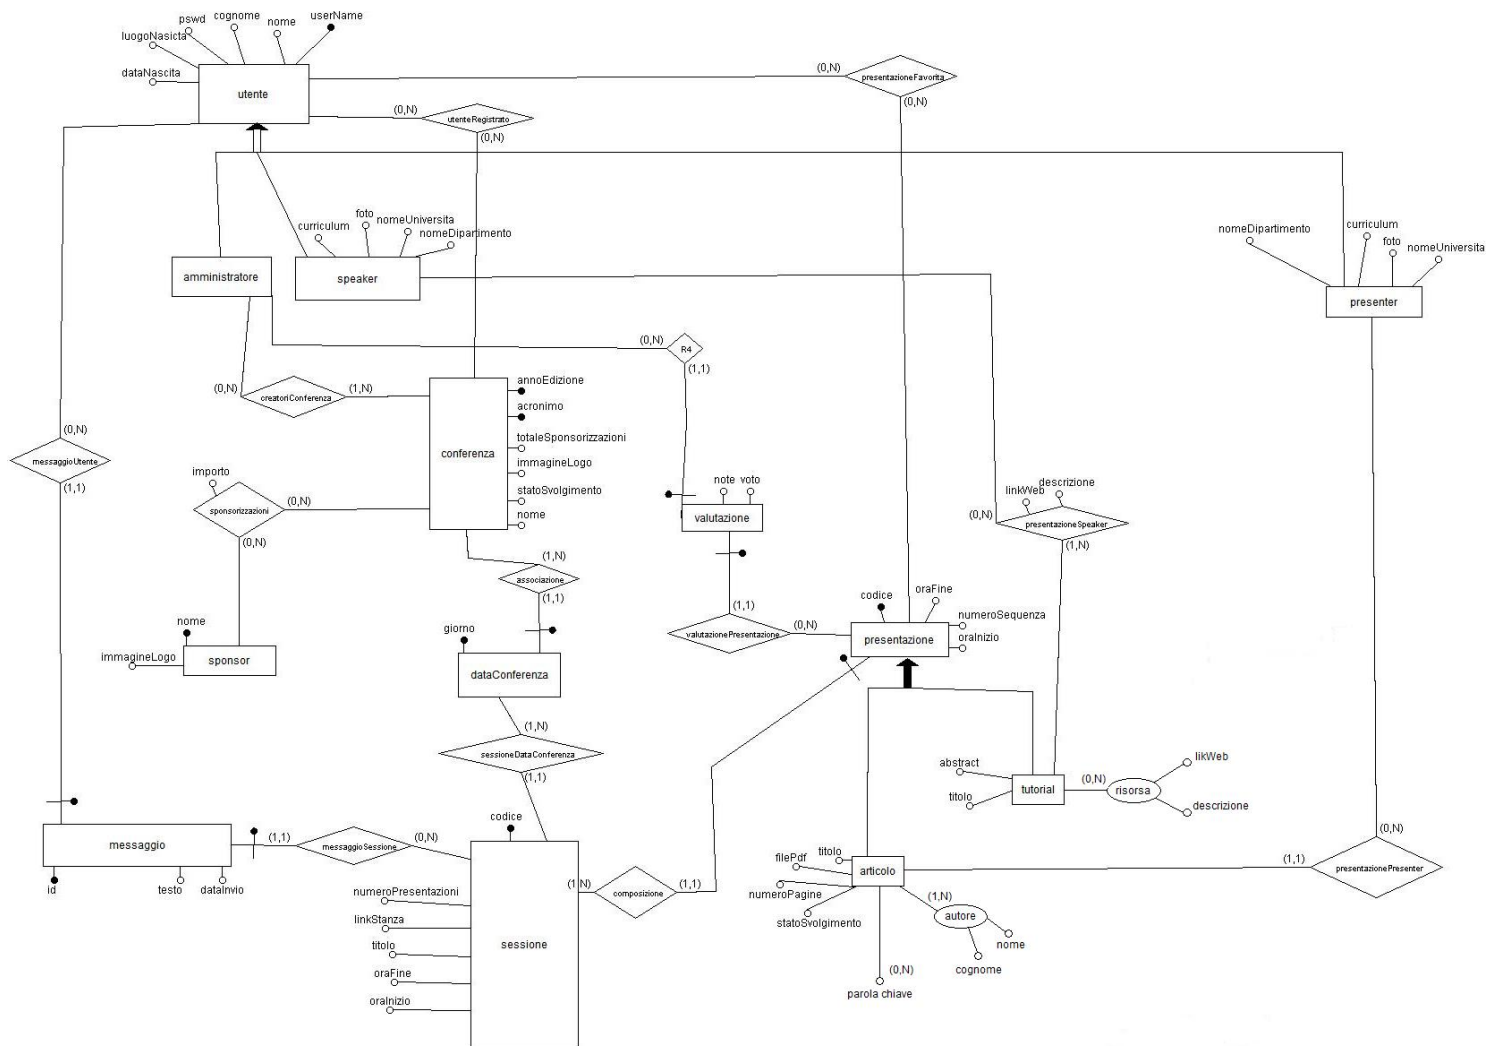 userName
cognome
nome
pswd
luogoNasicta
dataNascita
utente
(0,N)
presentazioneFavorita
(0,N)
(0,N)
utenteRegistrato
(0,N)
foto
nomeUniversita
curriculum
nomeDipartimento
amministratore
speaker
nomeDipartimento
curriculum
foto
nomeUniversita
presenter
(0,N)
R4
(1,1)
(0,N)
creatoriConferenza
(1,N)
annoEdizione
acronimo
totaleSponsorizzazioni
immagineLogo
statoSvolgimento
nome
conferenza
(0,N)
messaggioUtente
(1,1)
importo
sponsorizzazioni
(0,N)
(0,N)
note
voto
valutazione
linkWeb
descrizione
(0,N)
presentazioneSpeaker
(1,N)
(1,N)
associazione
(1,1)
(1,1)
valutazionePresentazione
(0,N)
codice
oraFine
numeroSequenza
oraInizio
presentazione
nome
immagineLogo
sponsor
giorno
dataConferenza
(1,N)
sessioneDataConferenza
(1,1)
abstract
titolo
tutorial
(0,N)
risorsa
likWeb
descrizione
codice
messaggio
(1,1)
messaggioSessione
(0,N)
id
testo
dataInvio
numeroPresentazioni
linkStanza
titolo
oraFine
oraInizio
sessione
(1,N)
composizione
(1,1)
titolo
filePdf
numeroPagine
statoSvolgimento
articolo
(1,1)
(0,N)
presentazionePresenter
(1,N)
autore
nome
cognome
(0,N)
parola chiave